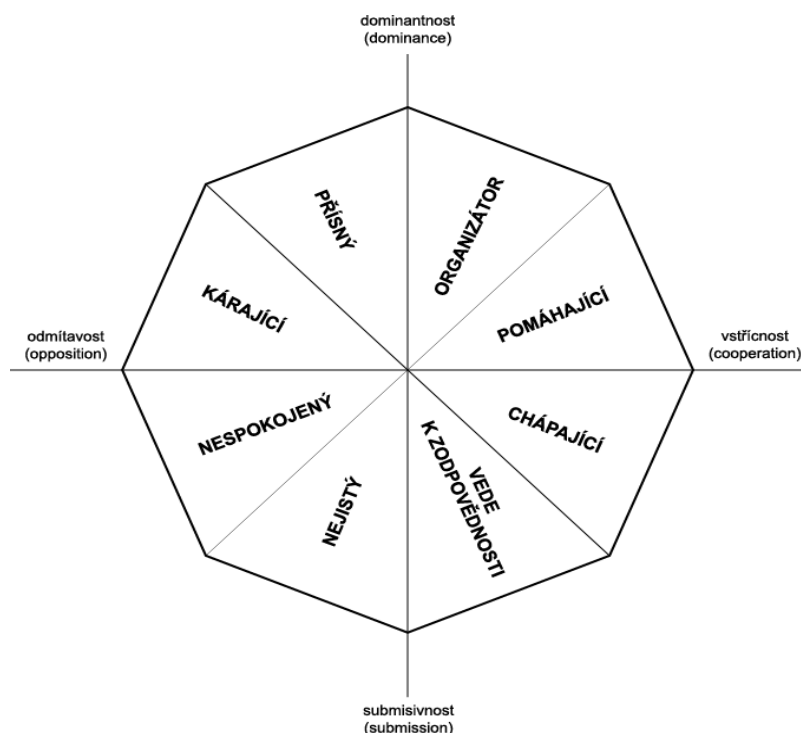 dominantnost
(dominance)
PŘÍSNÝ
ORGANIZÁTOR
KÁRAJÍCÍ
POMÁHAJÍCÍ
odmítavost
(opposition)
vstřícnost
(cooperation)
NESPOKOJENÝ
CHÁPAJÍCÍ
NEJISTÝ
VEDE
K ZODPOVĚDNOSTI
submisivnost
(submission)